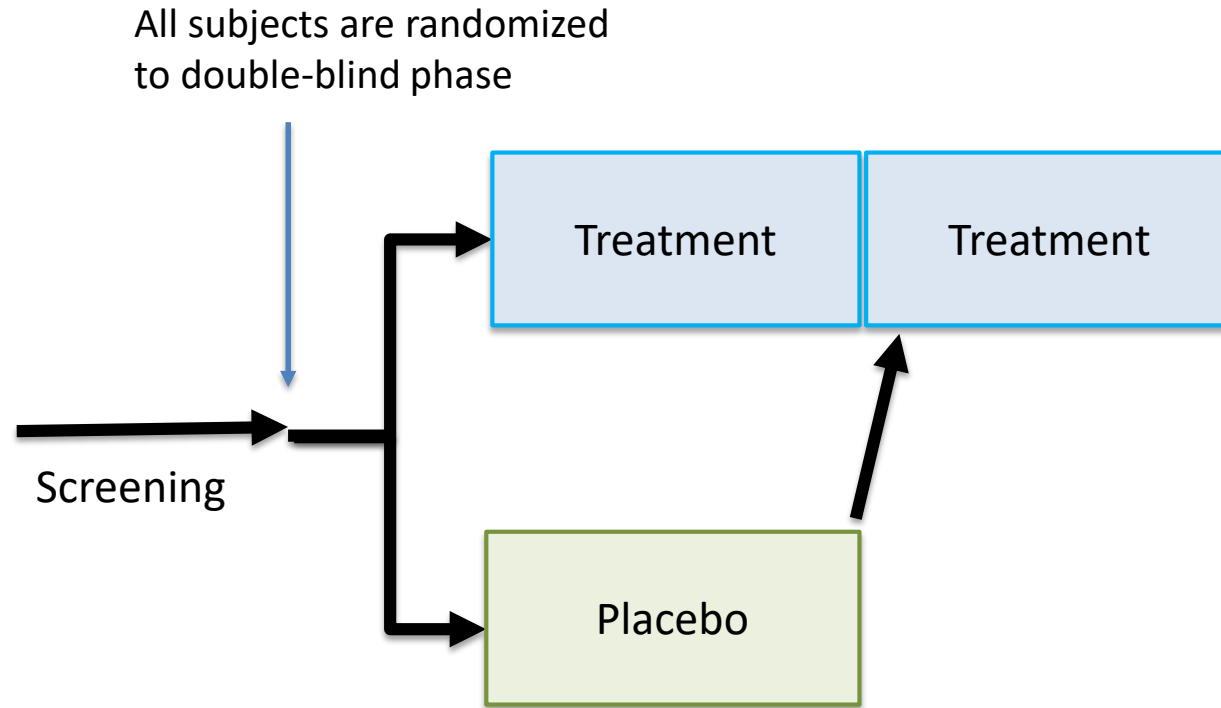 All subjects are randomized
to double-blind phase
Treatment
Treatment
Screening
Placebo